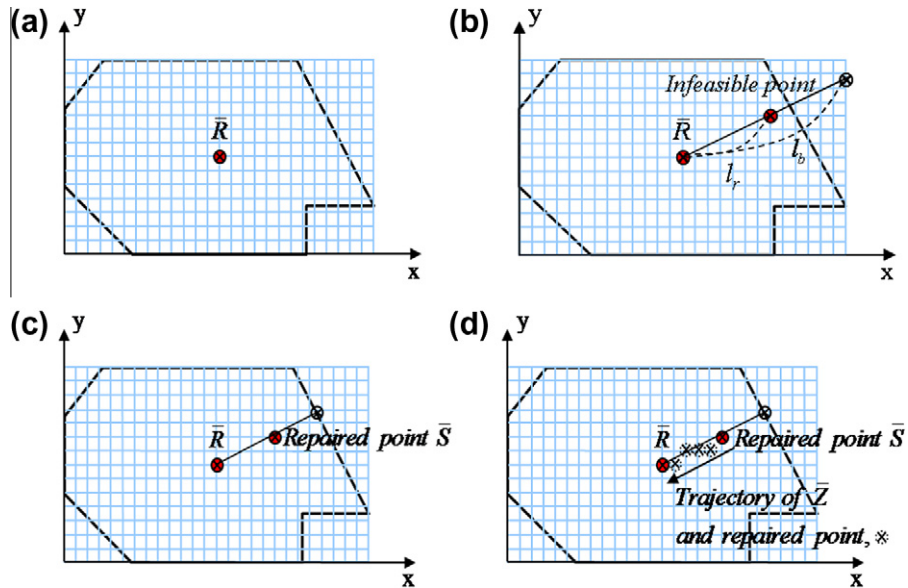 (a)
y
R̄
x
(b)
y
Infeasible point
R̄
l_b
l_r
x
(c)
y
R̄
Repaired point S̄
x
(d)
y
R̄
Repaired point S̄
Trajectory of Z̄
and repaired point, ※
x